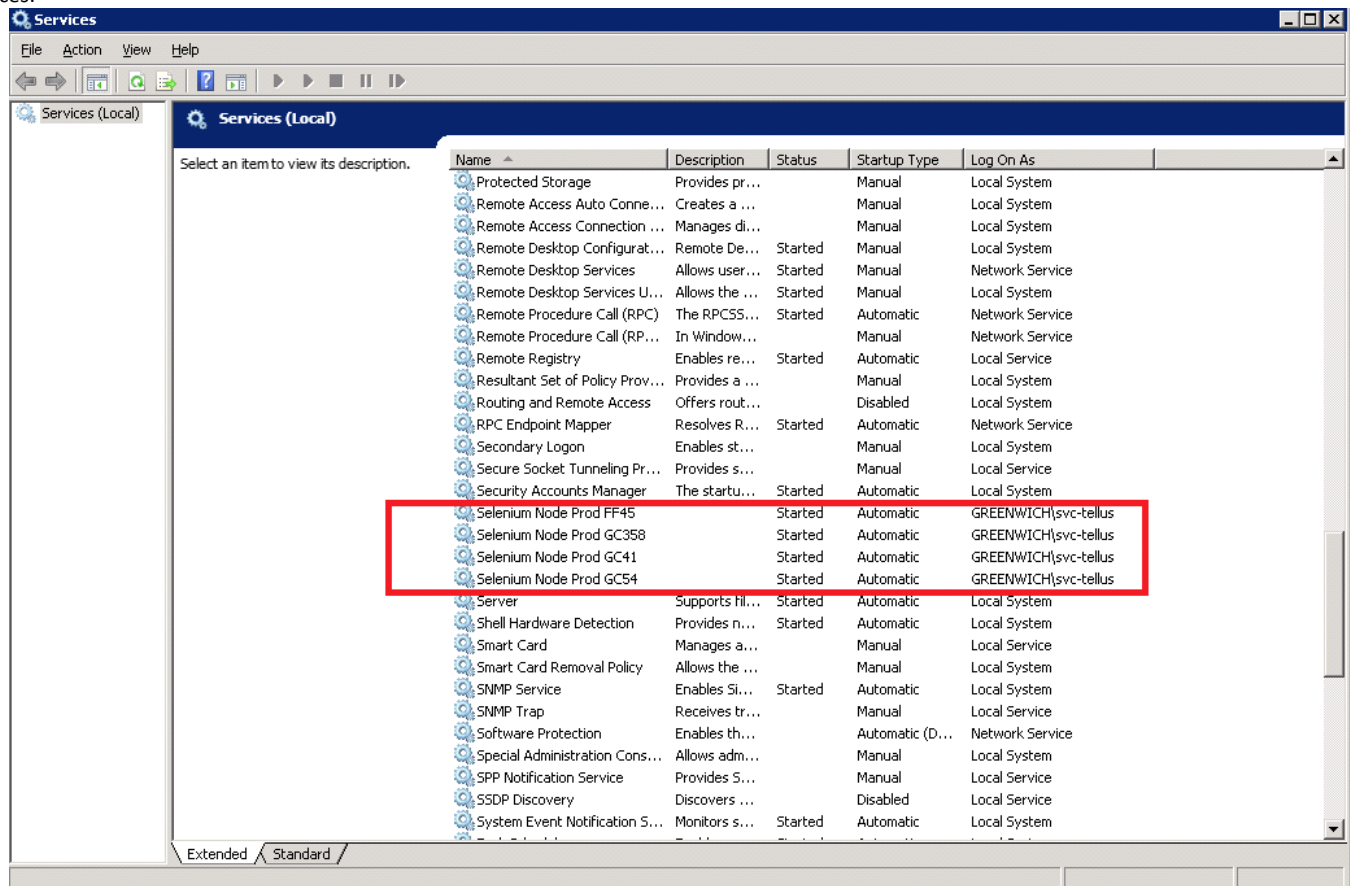 Services
File Action View Help
Services (Local)
Services (Local)
Select an item to view its description.
Name Description Status Startup Type Log On As
Protected Storage Provides pr... Manual Local System
Remote Access Auto Conne... Creates a ... Manual Local System
Remote Access Connection ... Manages di... Manual Local System
Remote Desktop Configurat... Remote De... Started Manual Local System
Remote Desktop Services Allows user... Started Manual Network Service
Remote Desktop Services U... Allows the ... Started Manual Local System
Remote Procedure Call (RPC) The RPCSS... Started Automatic Network Service
Remote Procedure Call (RP... In Window... Manual Network Service
Remote Registry Enables re... Started Automatic Local Service
Resultant Set of Policy Prov... Provides a ... Manual Local System
Routing and Remote Access Offers rout... Disabled Local System
RPC Endpoint Mapper Resolves R... Started Automatic Network Service
Secondary Logon Enables st... Manual Local System
Secure Socket Tunneling Pr... Provides s... Manual Local Service
Security Accounts Manager The startu... Started Automatic Local System
Selenium Node Prod FF45 Started Automatic GREENWICH\svc-tellus
Selenium Node Prod GC358 Started Automatic GREENWICH\svc-tellus
Selenium Node Prod GC41 Started Automatic GREENWICH\svc-tellus
Selenium Node Prod GC54 Started Automatic GREENWICH\svc-tellus
Server Supports fil... Started Automatic Local System
Shell Hardware Detection Provides n... Started Automatic Local System
Smart Card Manages a... Manual Local Service
Smart Card Removal Policy Allows the ... Manual Local System
SNMP Service Enables Si... Started Automatic Local System
SNMP Trap Receives tr... Manual Local Service
Software Protection Enables th... Automatic (D... Network Service
Special Administration Cons... Allows adm... Manual Local System
SPP Notification Service Provides S... Manual Local Service
SSDP Discovery Discovers ... Disabled Local Service
System Event Notification S... Monitors s... Started Automatic Local System
Extended Standard